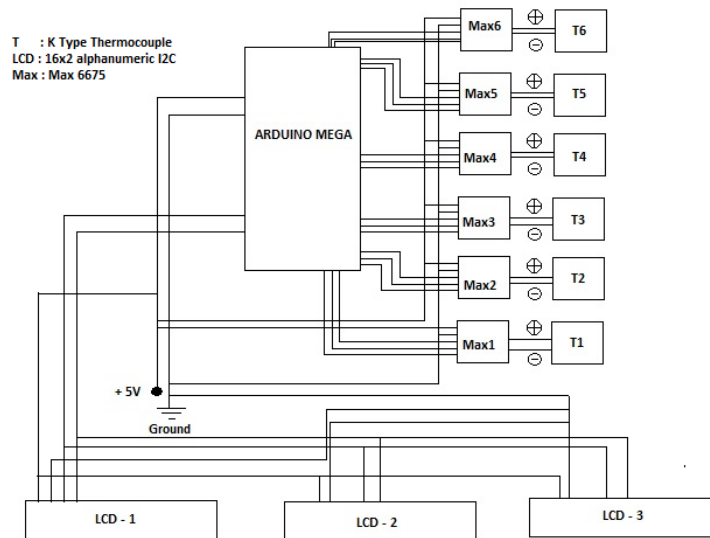 T : K Type Thermocouple
LCD : 16x2 alphanumeric I2C
Max : Max 6675
ARDUINO MEGA
Max6
T6
Max5
T5
Max4
T4
Max3
T3
Max2
T2
Max1
T1
+ 5V
Ground
LCD - 1
LCD - 2
LCD - 3